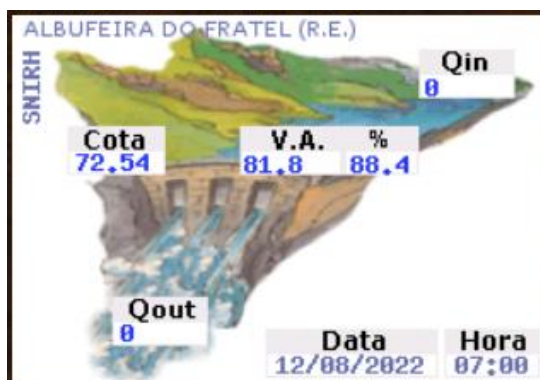 ALBUFEIRA DO FRATEL (R.E.)
SNIRH
Qin
0
Cota
72.54
V.A. %
81.8 88.4
Qout
0
Data Hora
12/08/2022 07:00